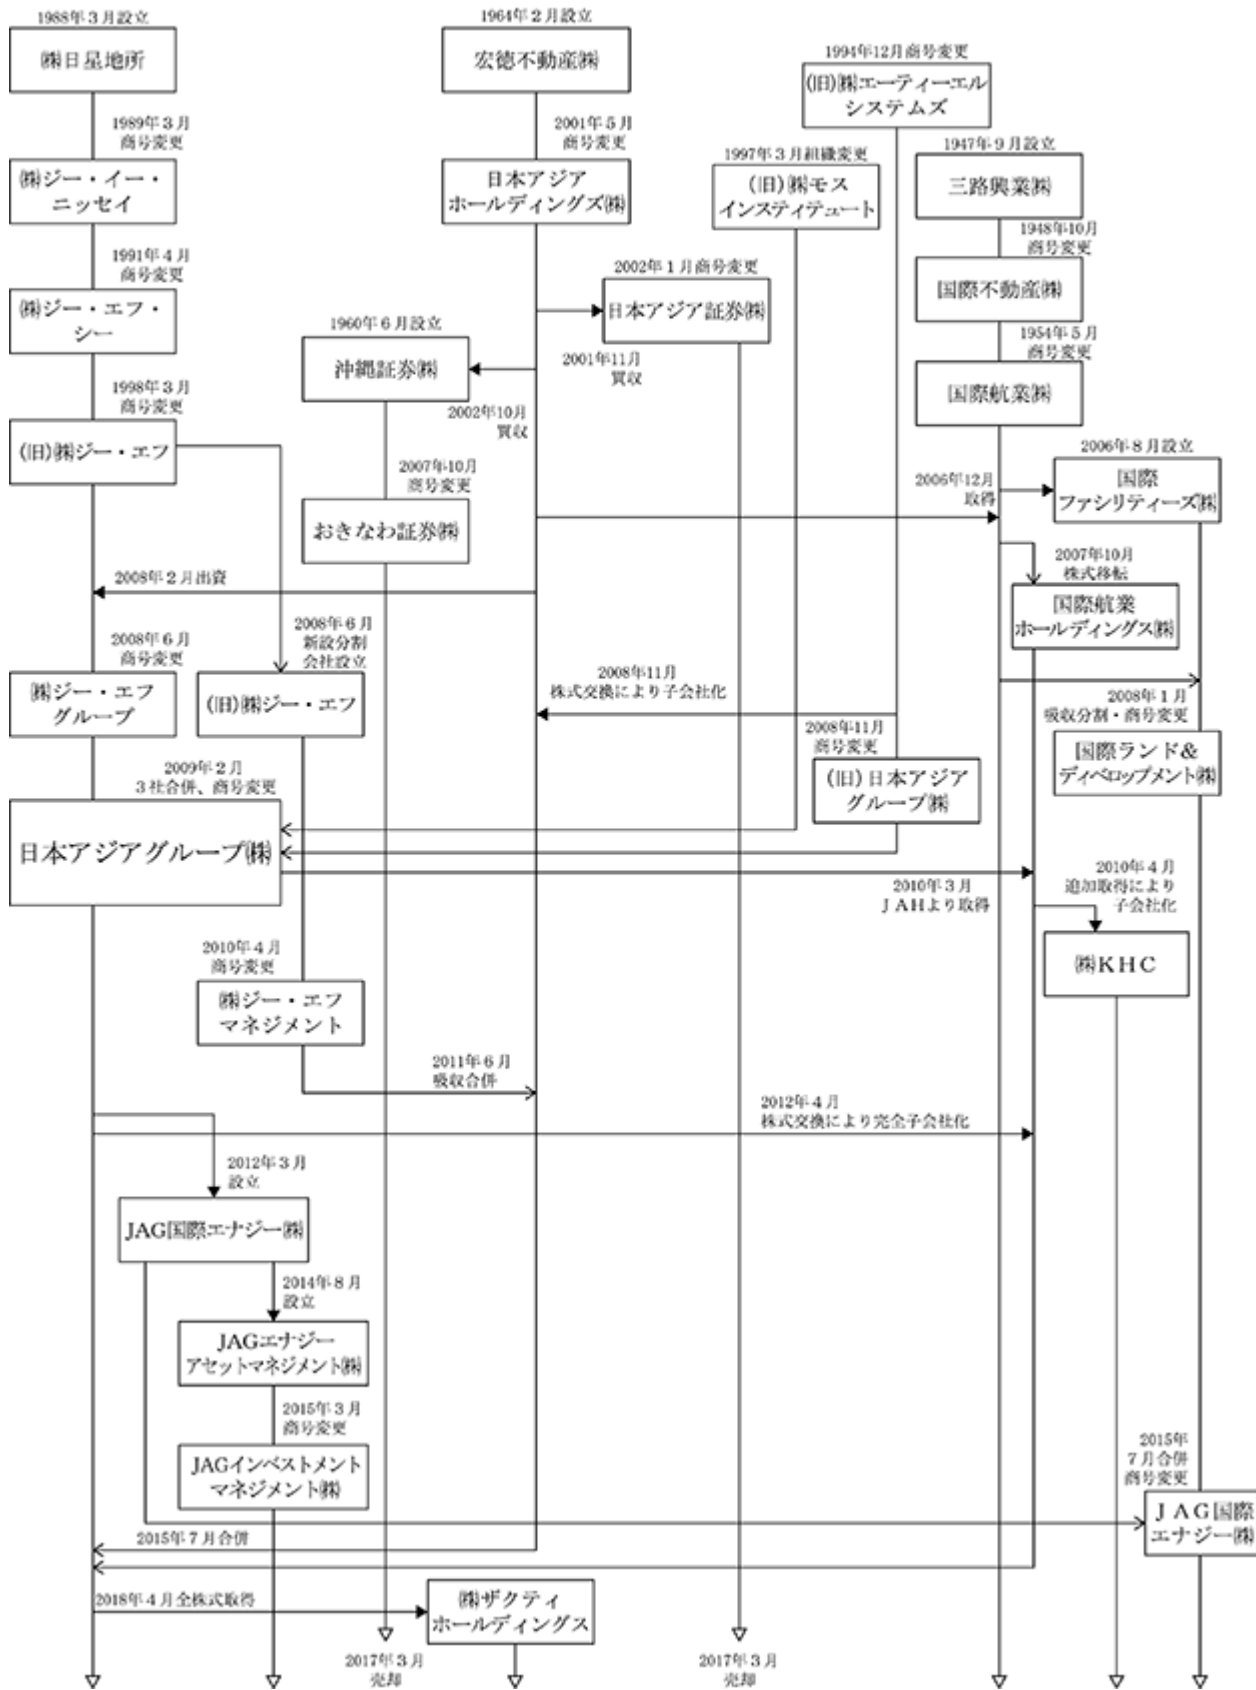 1988年3月設立
㈱日星地所
1989年3月
商号変更
㈱ジー・イー・
ニッセイ
1991年4月
商号変更
㈱ジー・エフ・
シー
1998年3月
商号変更
(旧)㈱ジー・エフ
1964年2月設立
宏徳不動産㈱
2001年5月
商号変更
日本アジア
ホールディングズ㈱
1994年12月商号変更
(旧)㈱エーティーエル
システムズ
1997年3月組織変更
(旧)㈱モス
インスティテュート
1947年9月設立
三路興業㈱
1948年10月
商号変更
国際不動産㈱
1954年5月
商号変更
国際航業㈱
2002年1月商号変更
日本アジア証券㈱
2001年11月
買収
1960年6月設立
沖縄証券㈱
2002年10月
買収
2007年10月
商号変更
おきなわ証券㈱
2006年8月設立
国際
ファシリティーズ㈱
2006年12月
取得
2007年10月
株式移転
国際航業
ホールディングス㈱
2008年2月出資
2008年6月
商号変更
㈱ジー・エフ
グループ
2008年6月
新設分割
会社設立
(旧)㈱ジー・エフ
2008年11月
株式交換により子会社化
2008年11月
商号変更
(旧)日本アジア
グループ㈱
2008年1月
吸収分割・商号変更
国際ランド&
ディベロップメント㈱
2009年2月
3社合併、商号変更
日本アジアグループ㈱
2010年3月
ＪＡＨより取得
2010年4月
追加取得により
子会社化
㈱ＫＨＣ
2010年4月
商号変更
㈱ジー・エフ
マネジメント
2011年6月
吸収合併
2012年4月
株式交換により完全子会社化
2012年3月
設立
JAG国際エナジー㈱
2014年8月
設立
JAGエナジー
アセットマネジメント㈱
2015年3月
商号変更
JAGインベストメント
マネジメント㈱
2015年
7月合併
商号変更
ＪＡＧ国際
エナジー㈱
2015年7月合併
2018年4月全株式取得
㈱ザクティ
ホールディングス
2017年3月
売却
2017年3月
売却